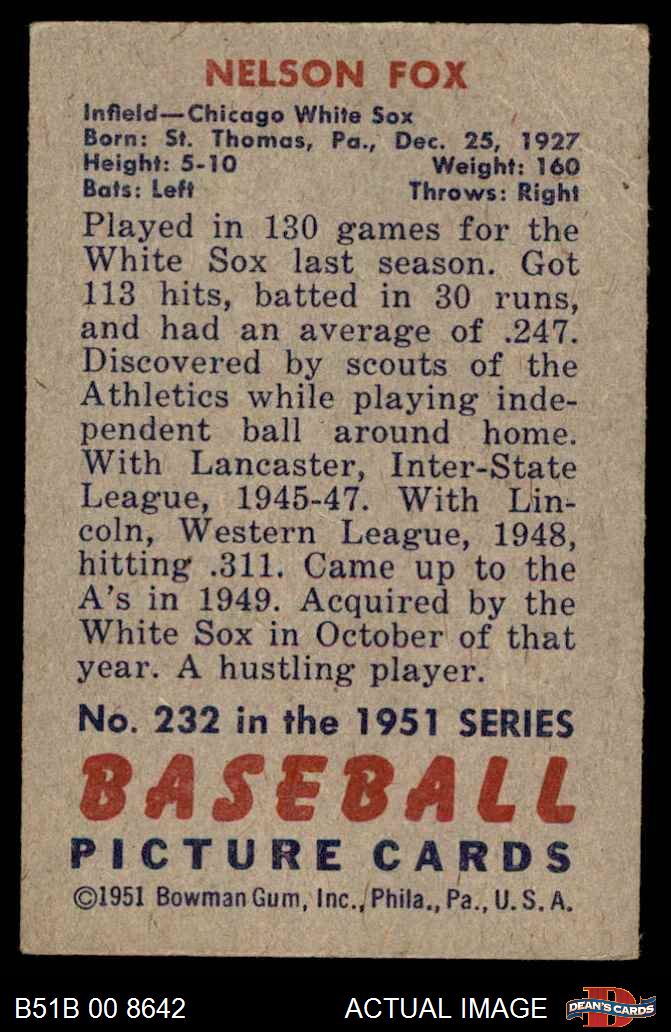 NELSON FOX
Infield—Chicago White Sox
Born: St. Thomas, Pa., Dec. 25, 1927
Height: 5-10 Weight: 160
Bats: Left Throws: Right
Played in 130 games for the
White Sox last season. Got
113 hits, batted in 30 runs,
and had an average of .247.
Discovered by scouts of the
Athletics while playing inde-
pendent ball around home.
With Lancaster, Inter-State
League, 1945-47. With Lin-
coln, Western League, 1948,
hitting .311. Came up to the
A's in 1949. Acquired by the
White Sox in October of that
year. A hustling player.
No. 232 in the 1951 SERIES
BASEBALL
PICTURE CARDS
©1951 Bowman Gum, Inc., Phila., Pa., U.S.A.
B51B 00 8642 ACTUAL IMAGE D DEAN'S CARDS